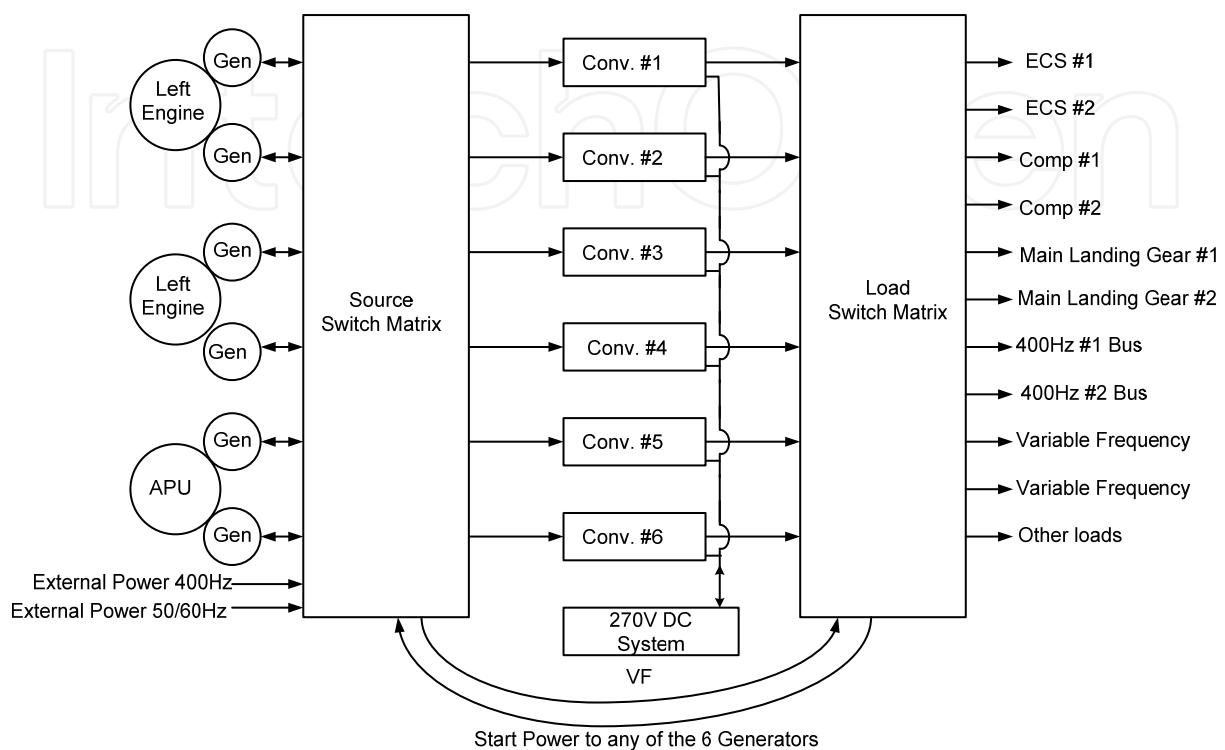 IntechOpen
Gen
Left
Engine
Gen
Gen
Left
Engine
Gen
Gen
APU
Gen
External Power 400Hz
External Power 50/60Hz
Source
Switch Matrix
Conv. #1
Conv. #2
Conv. #3
Conv. #4
Conv. #5
Conv. #6
270V DC
System
VF
Start Power to any of the 6 Generators
Load
Switch Matrix
ECS #1
ECS #2
Comp #1
Comp #2
Main Landing Gear #1
Main Landing Gear #2
400Hz #1 Bus
400Hz #2 Bus
Variable Frequency
Variable Frequency
Other loads